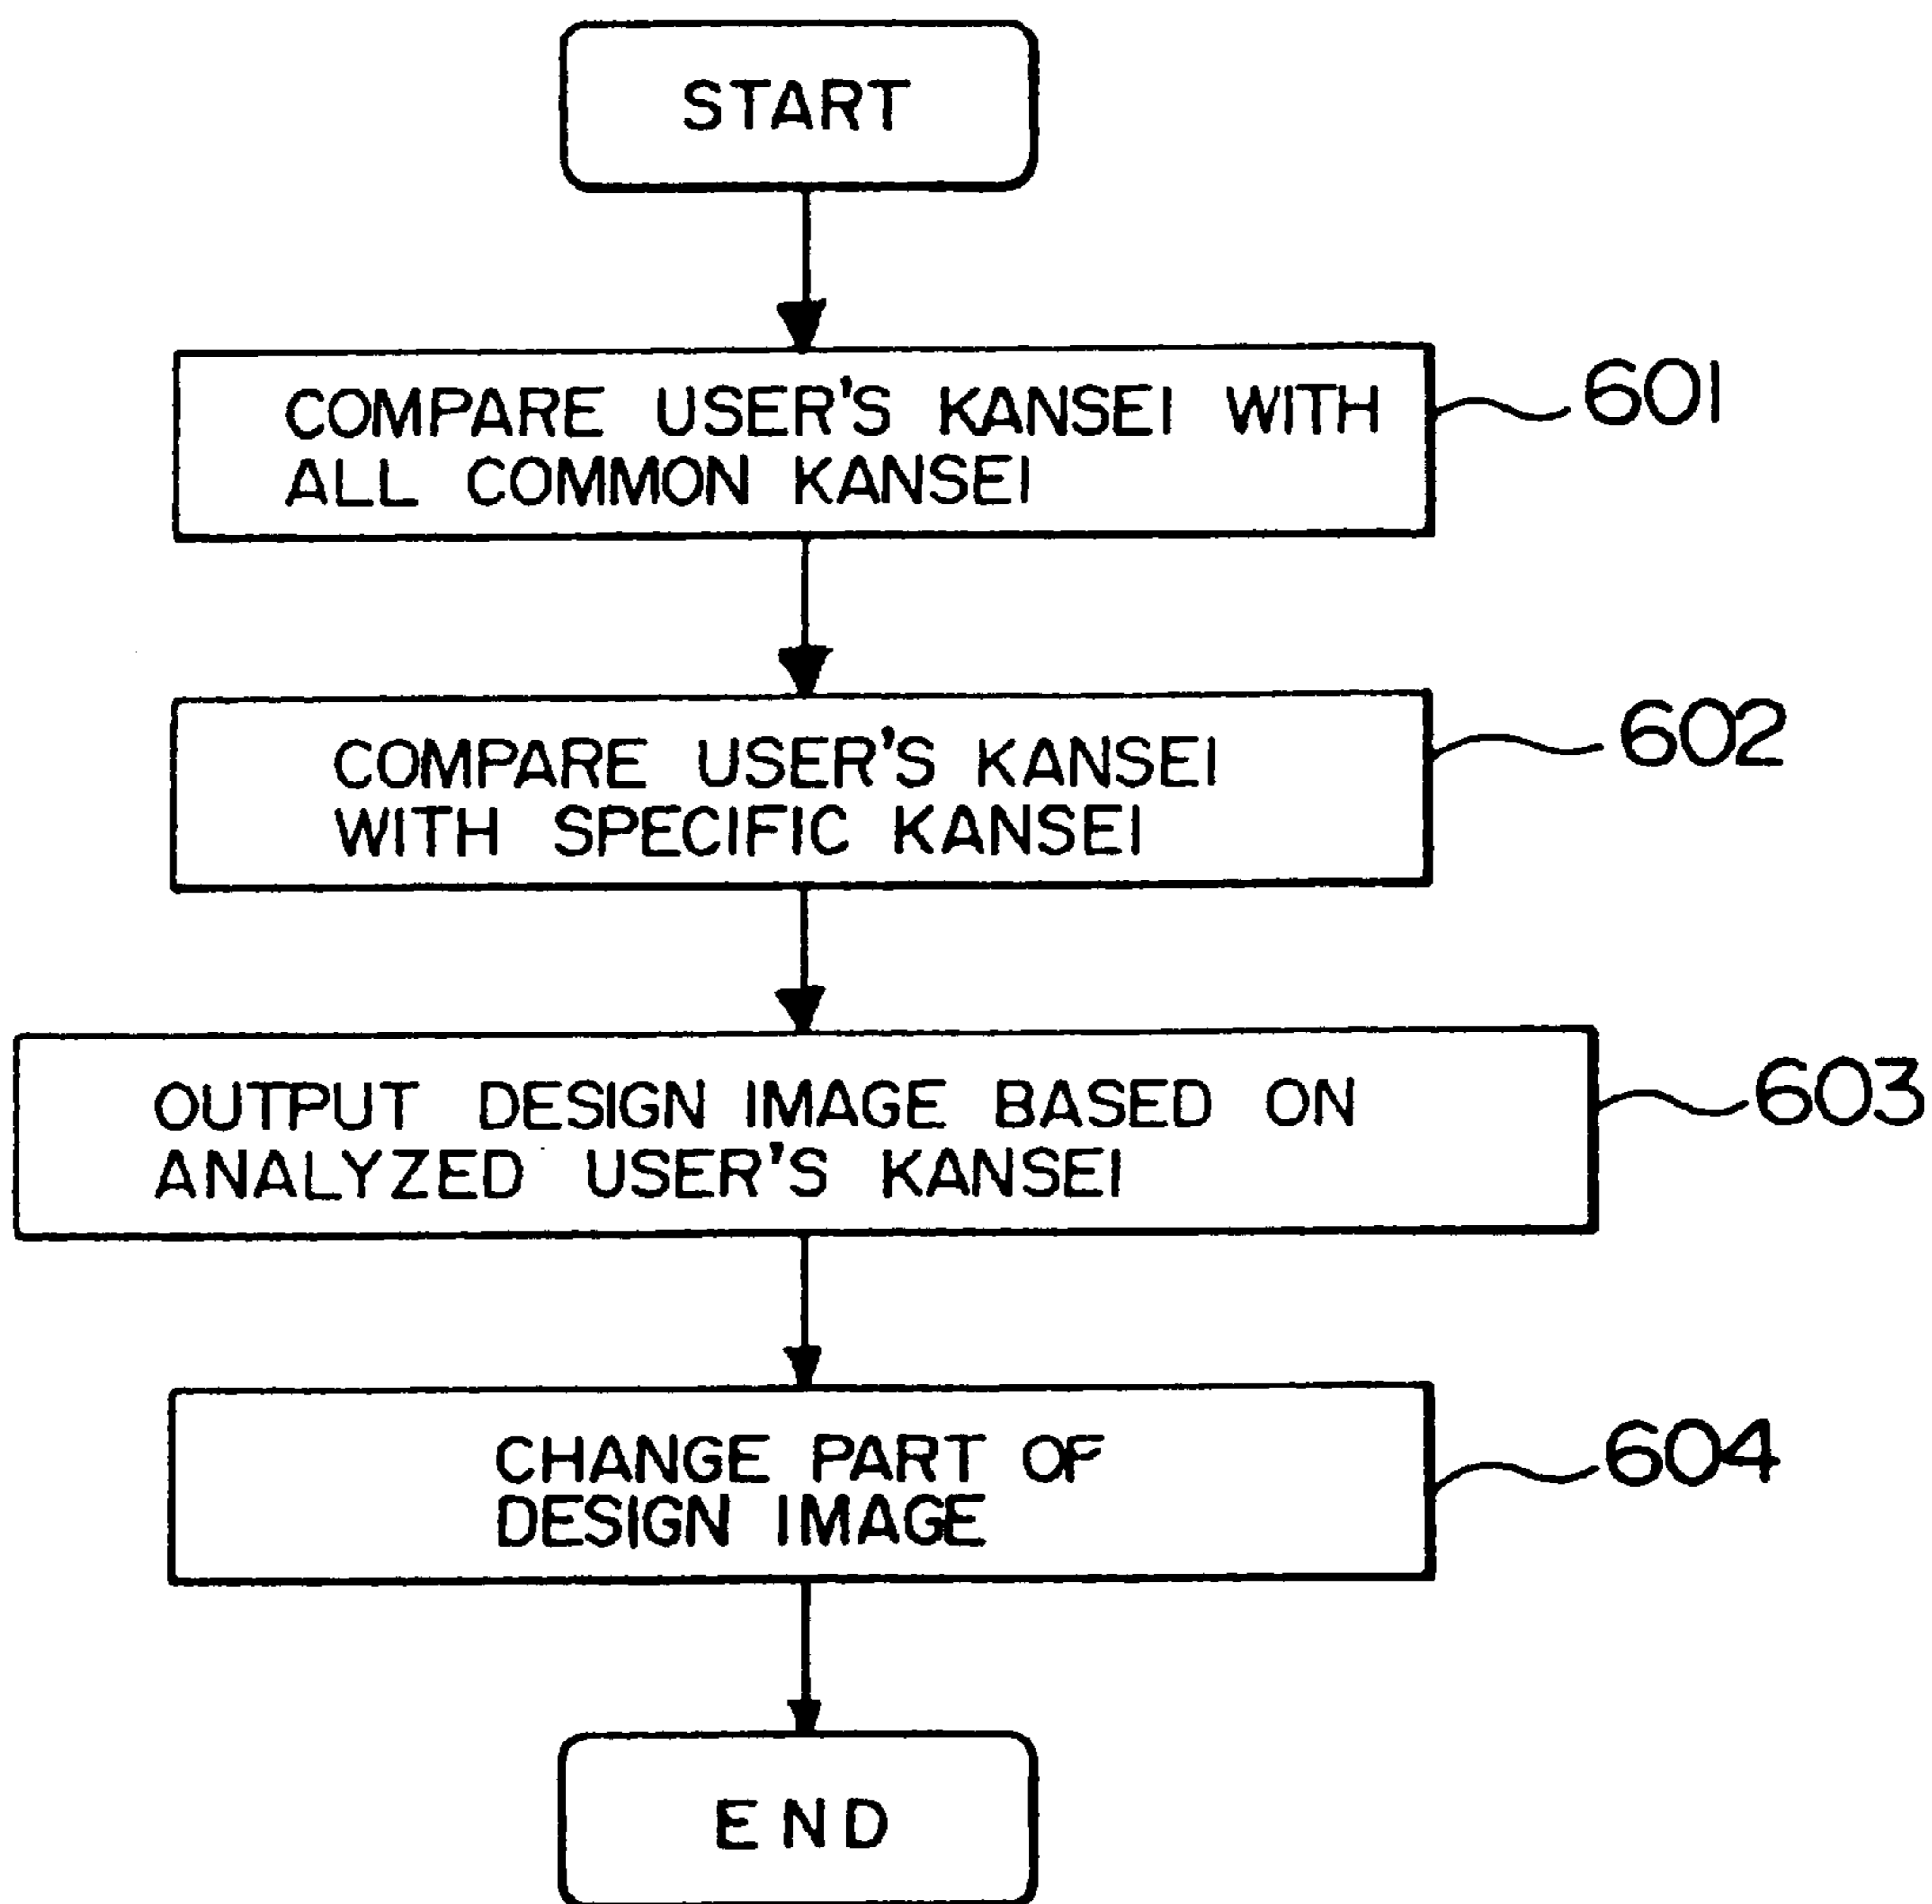 START
COMPARE USER'S KANSEI WITH
ALL COMMON KANSEI
601
COMPARE USER'S KANSEI
WITH SPECIFIC KANSEI
602
OUTPUT DESIGN IMAGE BASED ON
ANALYZED USER'S KANSEI
603
CHANGE PART OF
DESIGN IMAGE
604
END